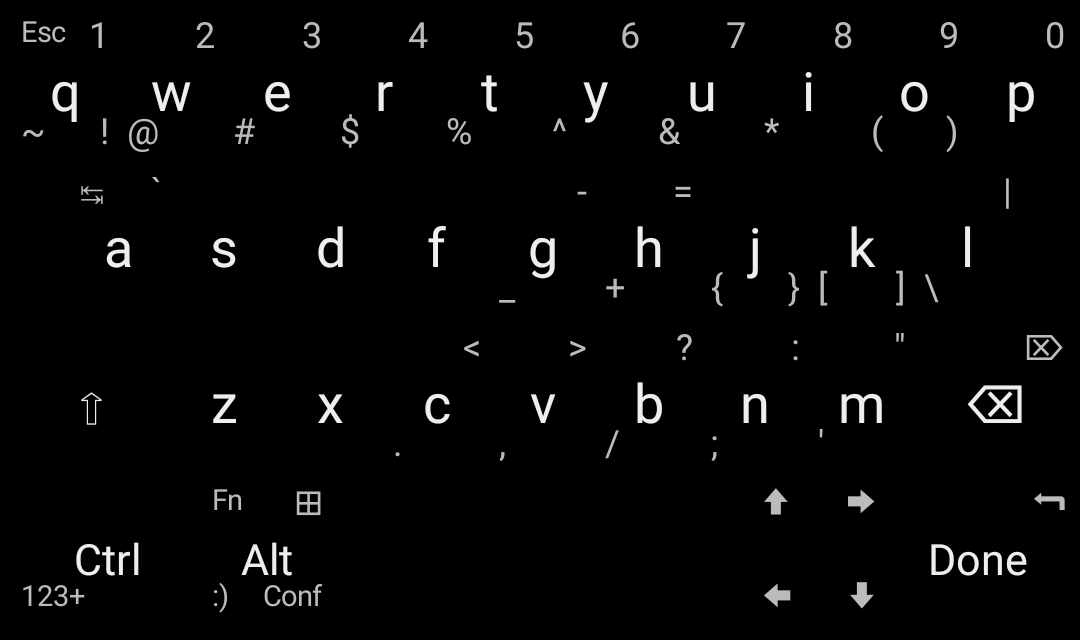 Esc 1 2 3 4 5 6 7 8 9 0
q w e r t y u i o p
~ ! @ # $ % ^ & * ( )
` - = |
a s d f g h j k l
_ + { } [ ] \
< > ? : "
z x c v b n m
. , / ; '
Fn
Ctrl Alt Done
123+ :) Conf